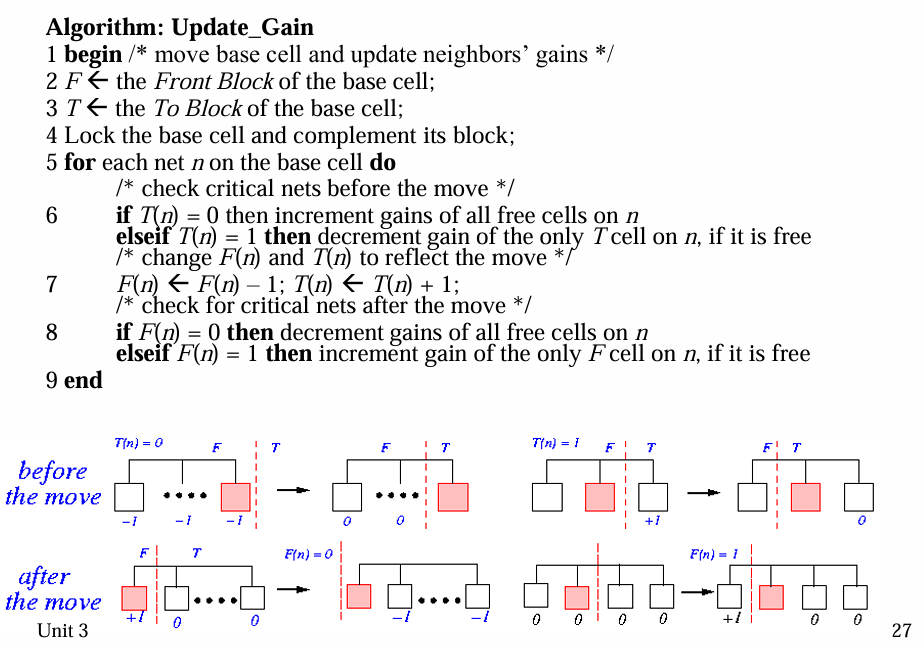 Algorithm: Update_Gain
1 begin /* move base cell and update neighbors’ gains */
2 F ← the Front Block of the base cell;
3 T ← the To Block of the base cell;
4 Lock the base cell and complement its block;
5 for each net n on the base cell do
/* check critical nets before the move */
6 if T(n) = 0 then increment gains of all free cells on n
elseif T(n) = 1 then decrement gain of the only T cell on n, if it is free
/* change F(n) and T(n) to reflect the move */
7 F(n) ← F(n) – 1; T(n) ← T(n) + 1;
/* check for critical nets after the move */
8 if F(n) = 0 then decrement gains of all free cells on n
elseif F(n) = 1 then increment gain of the only F cell on n, if it is free
9 end
T(n) = 0 F T F T T(n) = 1 F T F T
before
the move
-1 -1 -1 0 0 +1 0
F T F(n) = 0 F(n) = 1
after
the move
+1 0 0 -1 -1 0 0 0 0 +1 0 0
Unit 3 27